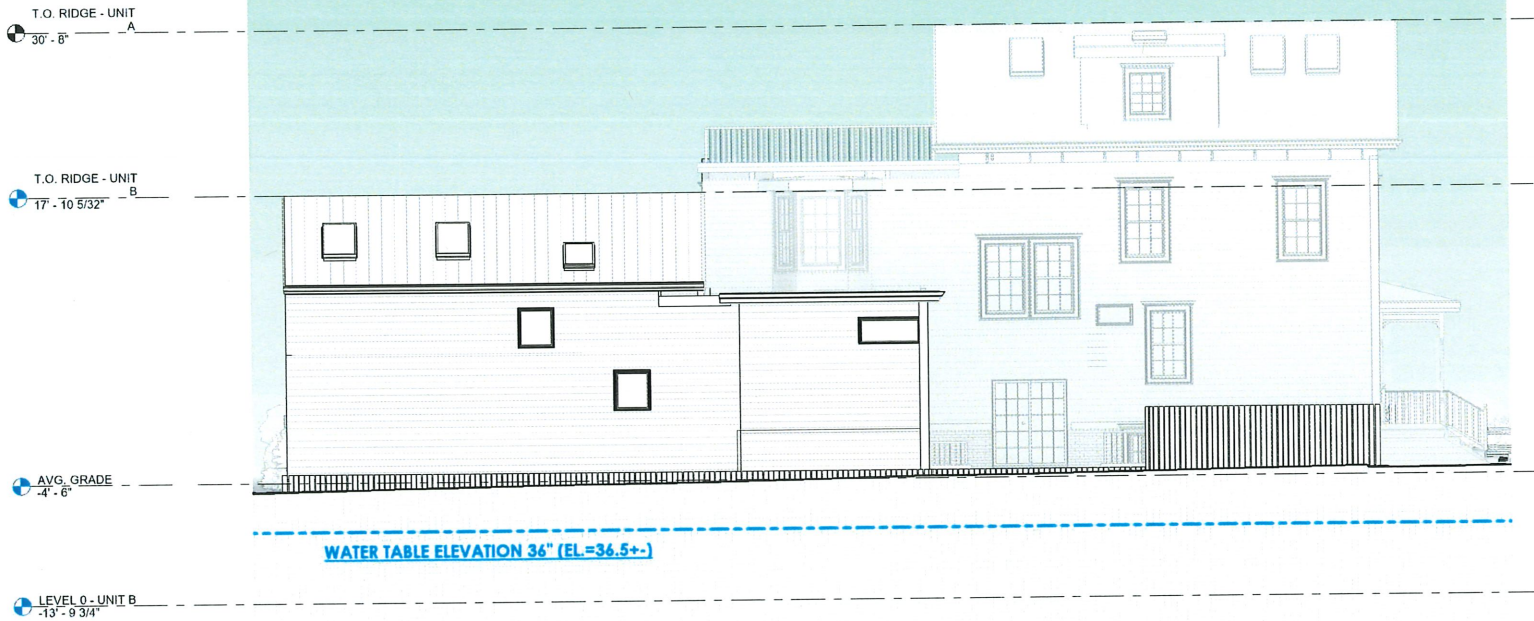 T.O. RIDGE - UNIT
A
30' - 8"
T.O. RIDGE - UNIT
B
17' - 10 5/32"
AVG. GRADE
-4' - 6"
WATER TABLE ELEVATION 36" (EL.=36.5+-)
LEVEL 0 - UNIT B
-13' - 9 3/4"